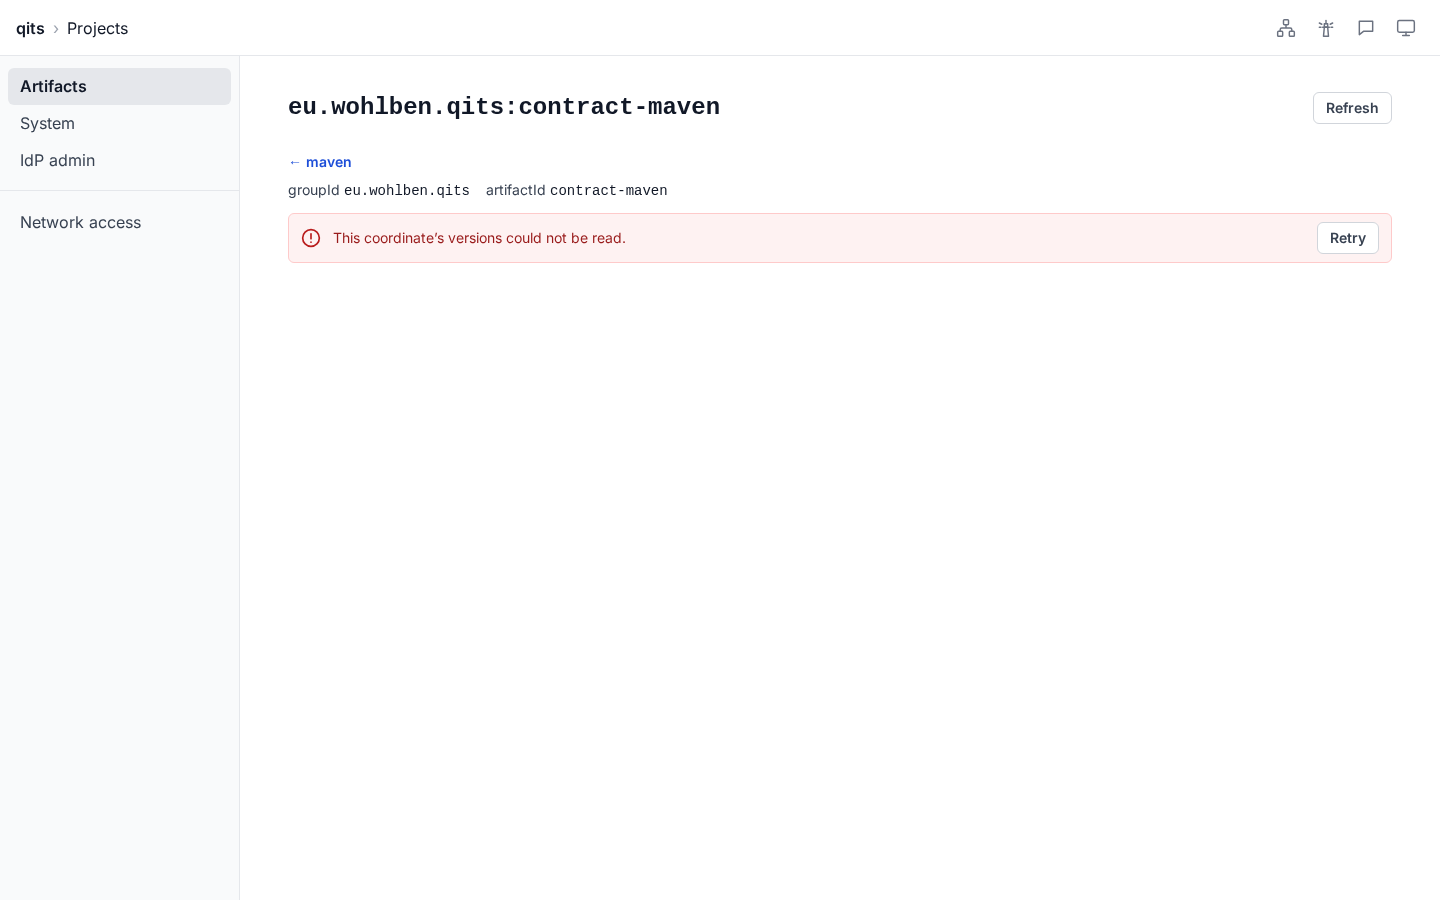 qits › Projects
Artifacts
System
IdP admin
Network access
eu.wohlben.qits:contract-maven
Refresh
← maven
groupId eu.wohlben.qits artifactId contract-maven
This coordinate’s versions could not be read.
Retry